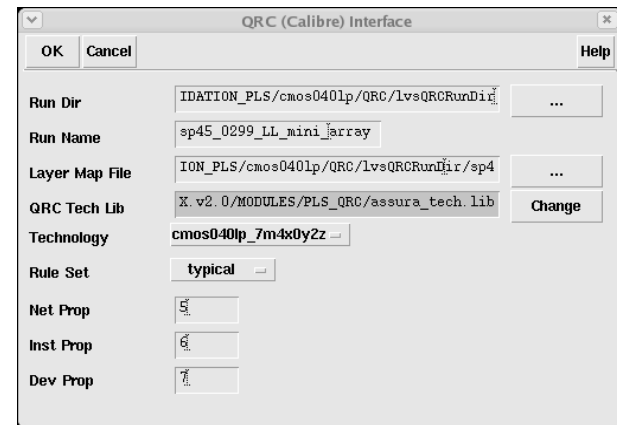 QRC (Calibre) Interface
OK Cancel Help
Run Dir IDATION_PLS/cmos040lp/QRC/lvsQRCRunDir ...
Run Name sp45_0299_LL_mini_array
Layer Map File ION_PLS/cmos040lp/QRC/lvsQRCRunDir/sp4 ...
QRC Tech Lib X.v2.0/MODULES/PLS_QRC/assura_tech.lib Change
Technology cmos040lp_7m4x0y2z
Rule Set typical
Net Prop 5
Inst Prop 6
Dev Prop 7